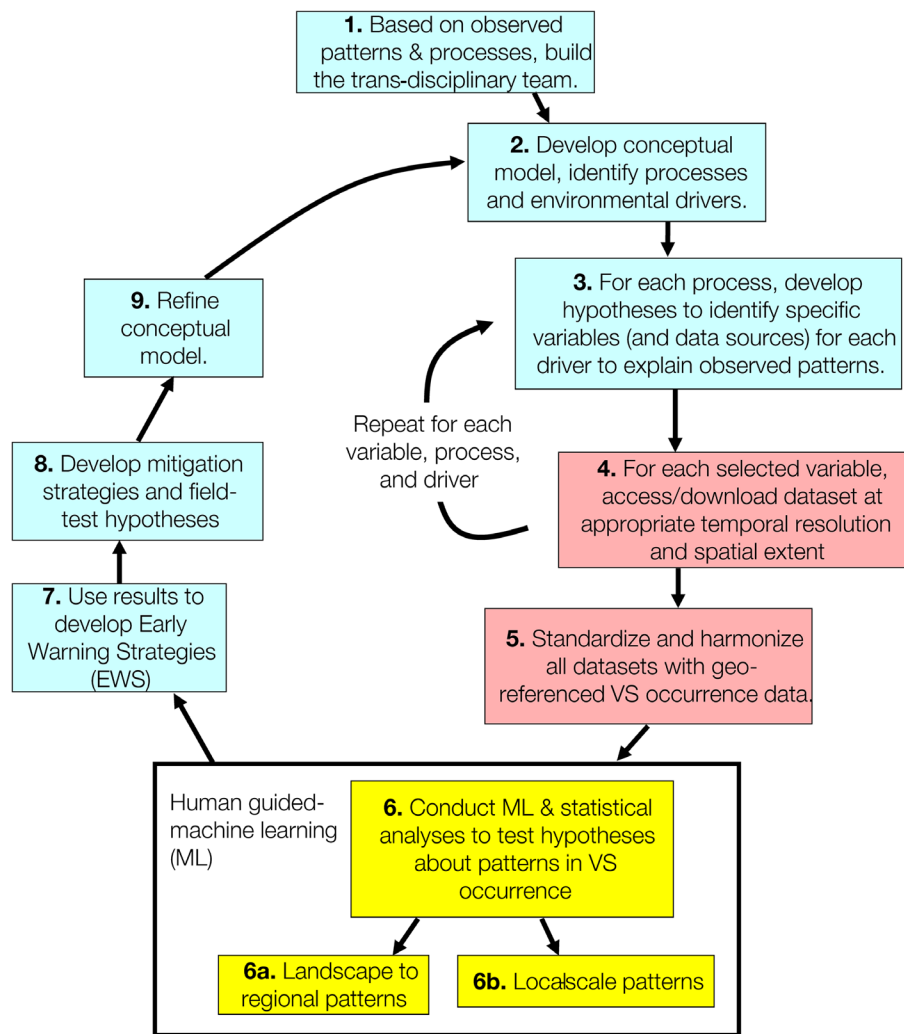 1. Based on observed
patterns & processes, build
the trans-disciplinary team.
2. Develop conceptual
model, identify processes
and environmental drivers.
3. For each process, develop
hypotheses to identify specific
variables (and data sources) for each
driver to explain observed patterns.
Repeat for each
variable, process,
and driver
4. For each selected variable,
access/download dataset at
appropriate temporal resolution
and spatial extent
5. Standardize and harmonize
all datasets with geo-
referenced VS occurrence data.
Human guided-
machine learning
(ML)
6. Conduct ML & statistical
analyses to test hypotheses
about patterns in VS
occurrence
6a. Landscape to
regional patterns
6b. Local-scale patterns
7. Use results to
develop Early
Warning Strategies
(EWS)
8. Develop mitigation
strategies and field-
test hypotheses
9. Refine
conceptual
model.